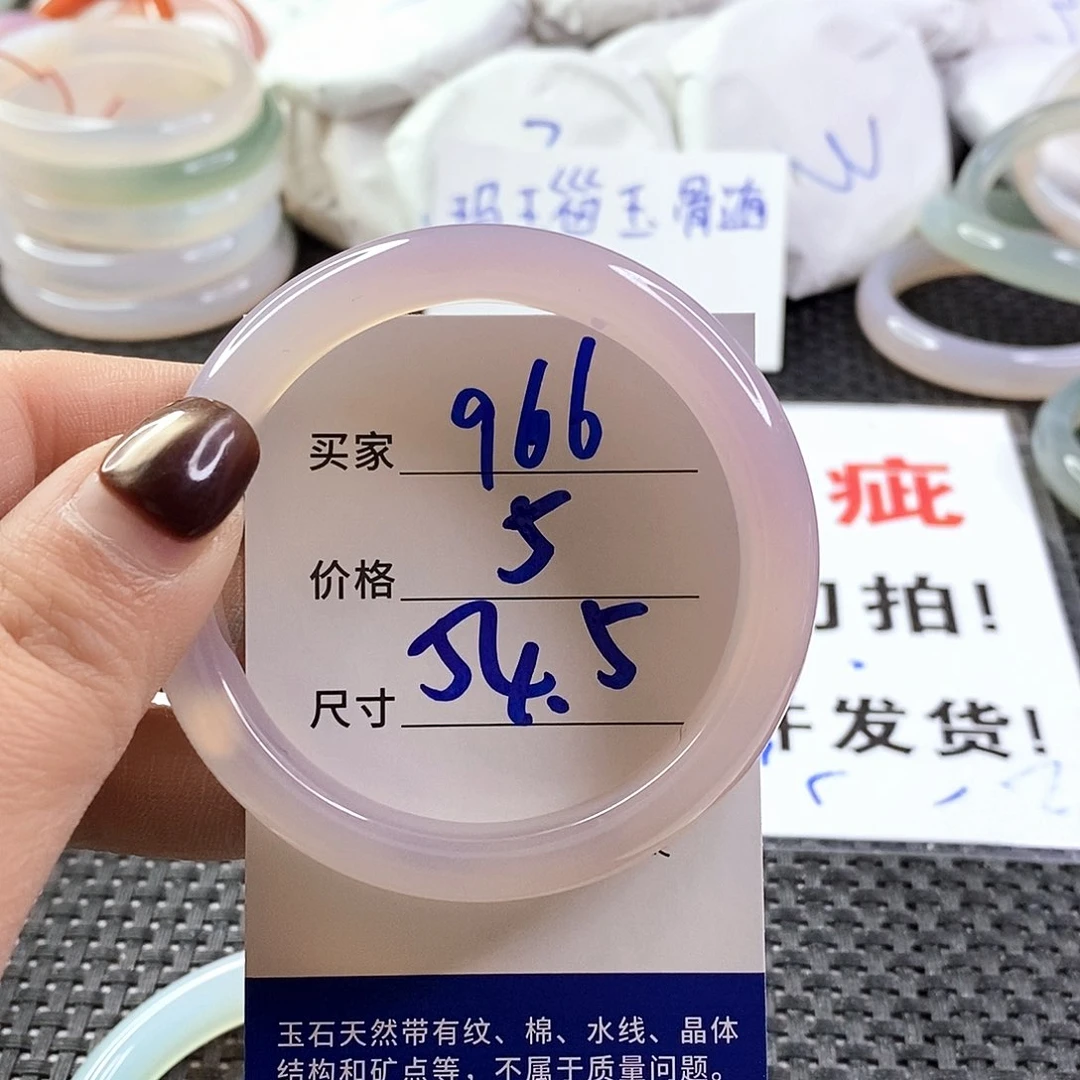 玛瑙玉骨髓
买家 966
价格 5
尺寸 54.5
疵
勿拍!
发货!
玉石天然带有纹、棉、水线、晶体
结构和矿点等，不属于质量问题。